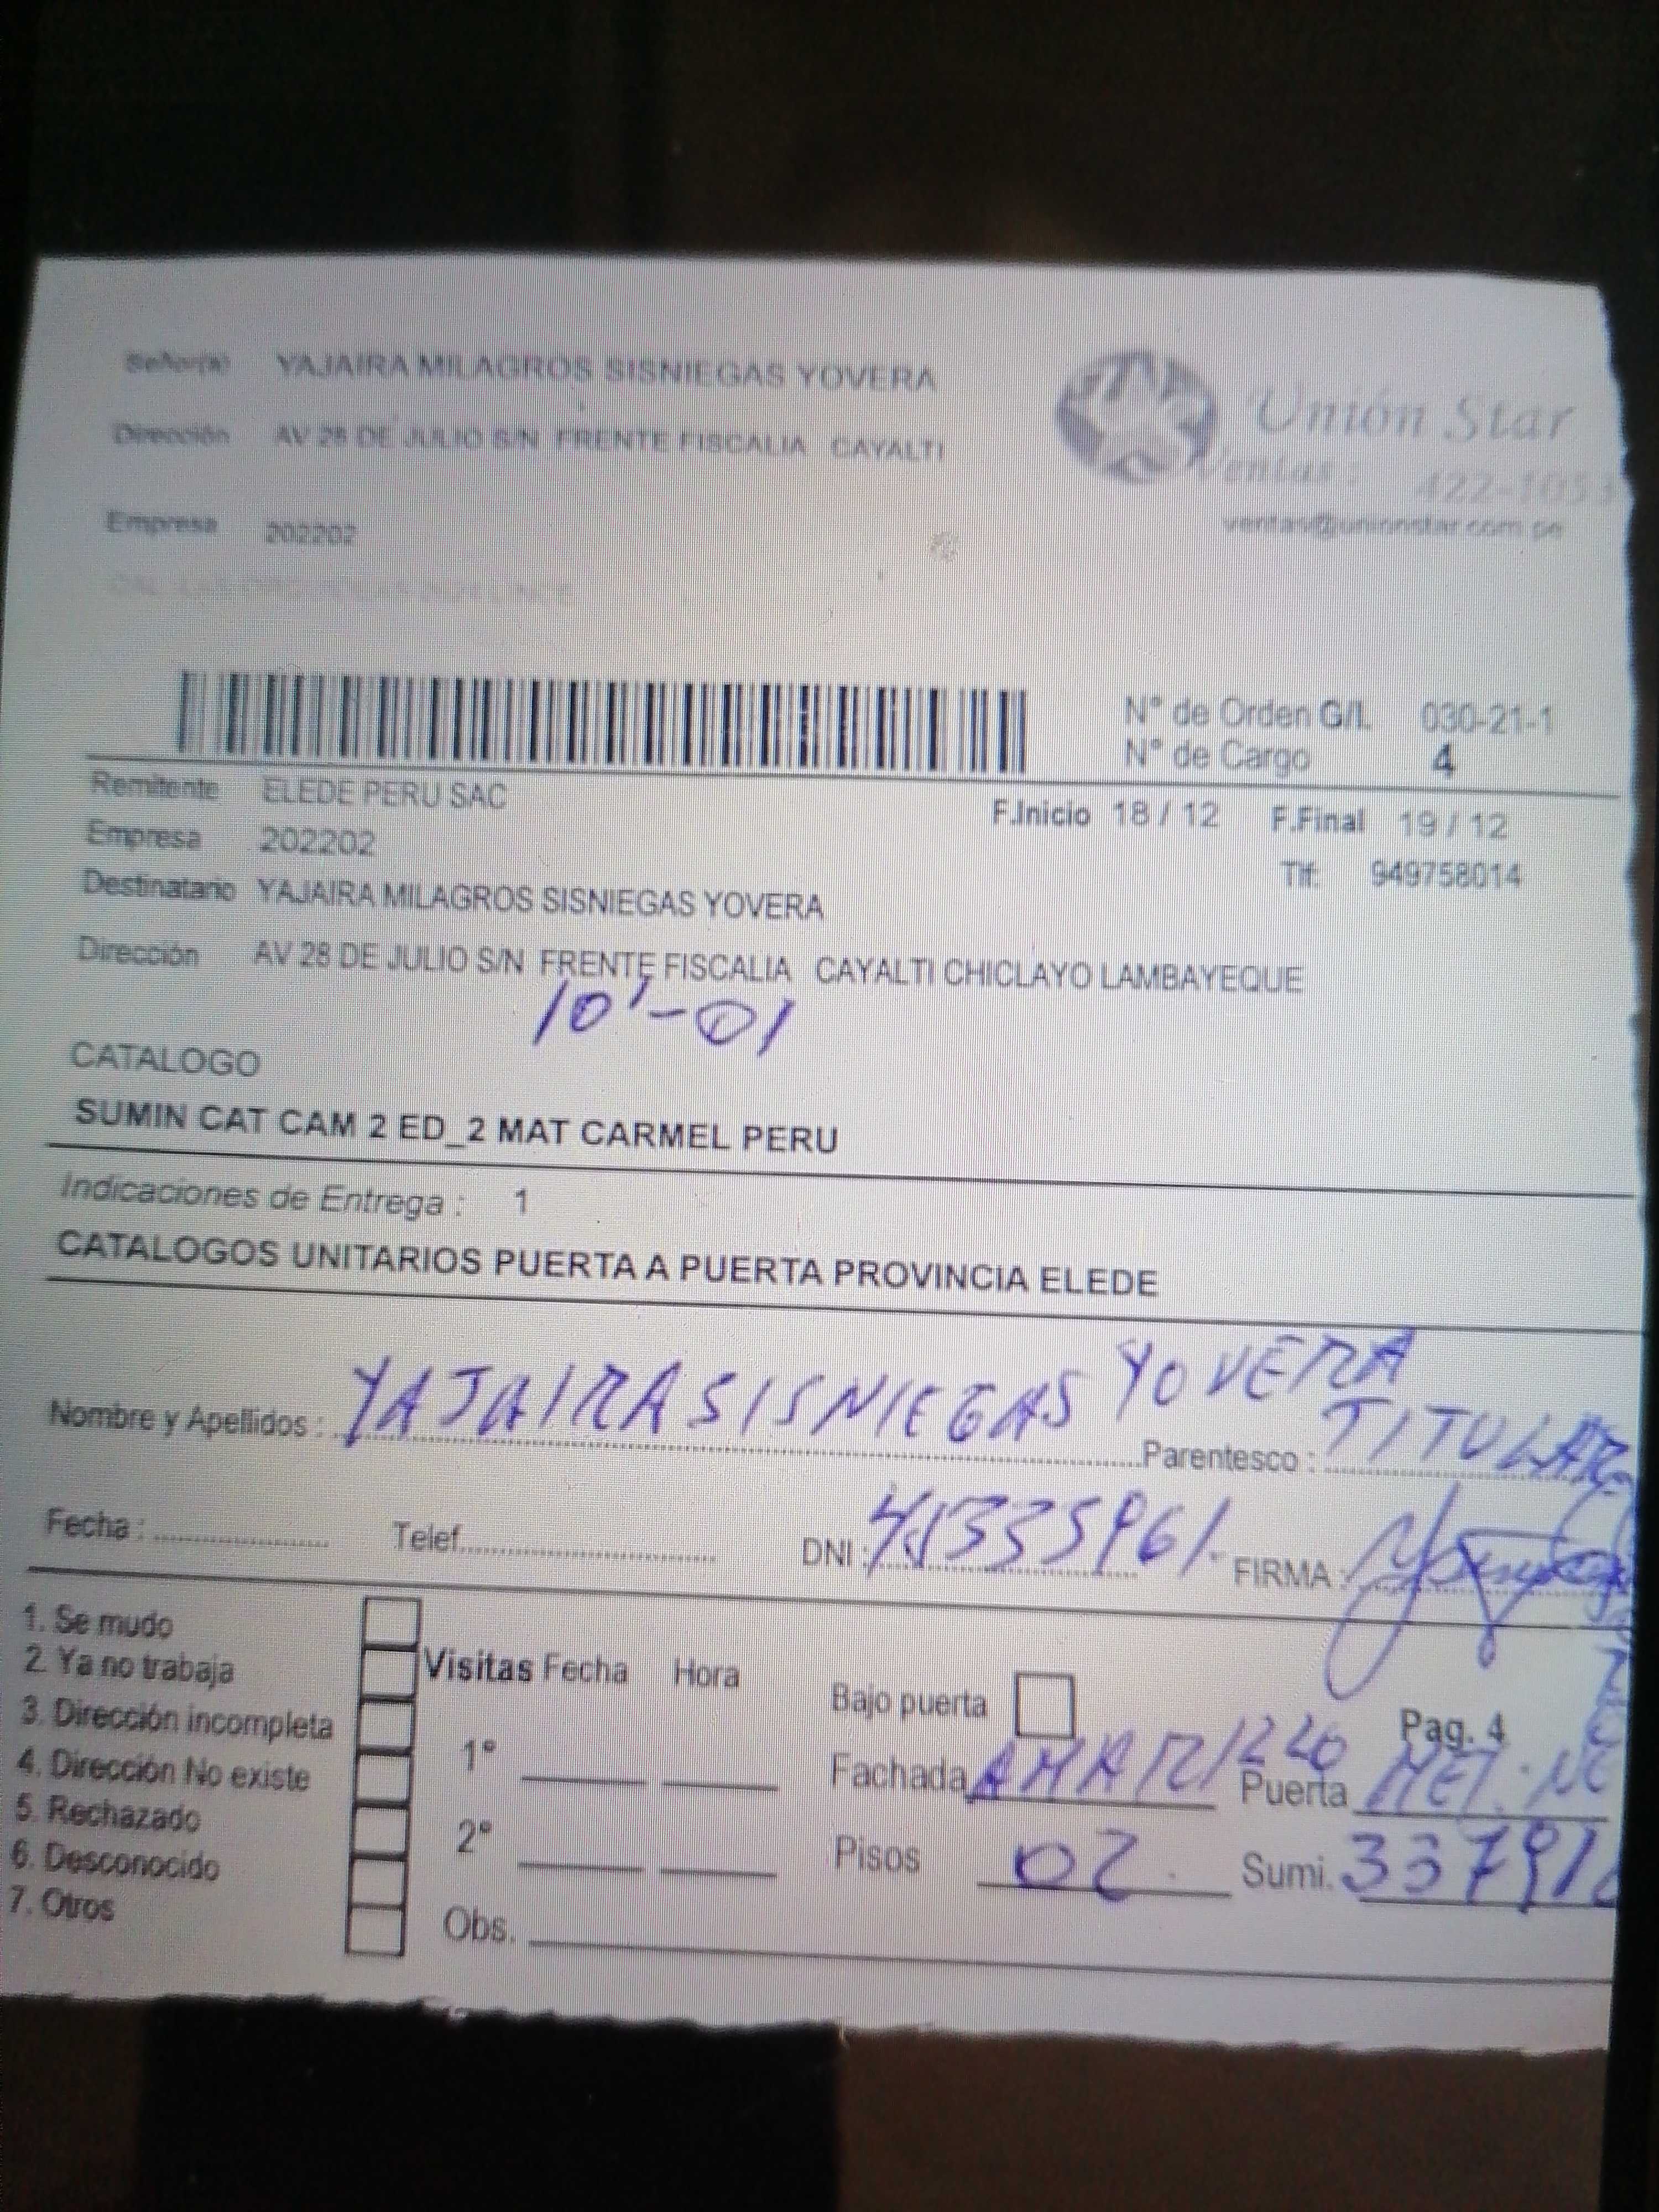 Señor(a) YAJAIRA MILAGROS SISNIEGAS YOVERA
Dirección AV 28 DE JULIO S/N FRENTE FISCALIA CAYALTI
Unión Star
Ventas : 422-105
ventas@unionstar.com.pe
Empresa 202202
N° de Orden G/I. 030-21-1
N° de Cargo 4
Remitente ELEDE PERU SAC
F.Inicio 18 / 12 F.Final 19 / 12
Empresa 202202
Tlf: 949758014
Destinatario YAJAIRA MILAGROS SISNIEGAS YOVERA
Dirección AV 28 DE JULIO S/N FRENTE FISCALIA CAYALTI CHICLAYO LAMBAYEQUE
10'-01
CATALOGO
SUMIN CAT CAM 2 ED_2 MAT CARMEL PERU
Indicaciones de Entrega : 1
CATALOGOS UNITARIOS PUERTA A PUERTA PROVINCIA ELEDE
Nombre y Apellidos : YAJAIRA SISNIEGAS YOVERA Parentesco : TITULAR
Fecha : Telef. DNI : FIRMA :
1. Se mudo
2. Ya no trabaja
3. Dirección incompleta
4. Dirección No existe
5. Rechazado
6. Desconocido
7. Otros
Visitas Fecha Hora
1°
2°
Obs.
Bajo puerta Pag. 4
Fachada AMARILLO Puerta MET. NE
Pisos 02 Sumi. 33791